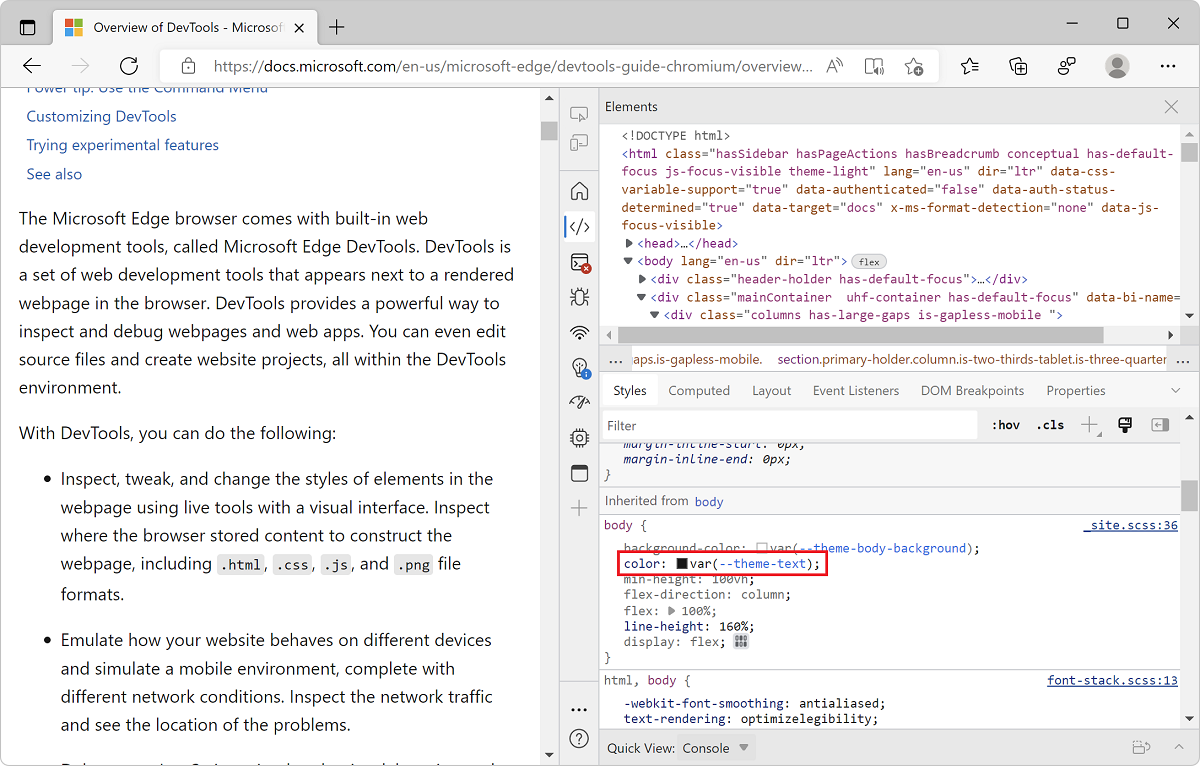 Overview of DevTools - Microsof
https://docs.microsoft.com/en-us/microsoft-edge/devtools-guide-chromium/overview...
Power tip: Use the Command Menu
Customizing DevTools
Trying experimental features
See also
The Microsoft Edge browser comes with built-in web
development tools, called Microsoft Edge DevTools. DevTools is
a set of web development tools that appears next to a rendered
webpage in the browser. DevTools provides a powerful way to
inspect and debug webpages and web apps. You can even edit
source files and create website projects, all within the DevTools
environment.
With DevTools, you can do the following:
• Inspect, tweak, and change the styles of elements in the
webpage using live tools with a visual interface. Inspect
where the browser stored content to construct the
webpage, including .html, .css, .js, and .png file
formats.
• Emulate how your website behaves on different devices
and simulate a mobile environment, complete with
different network conditions. Inspect the network traffic
and see the location of the problems.
Elements
<!DOCTYPE html>
<html class="hasSidebar hasPageActions hasBreadcrumb conceptual has-default-
focus js-focus-visible theme-light" lang="en-us" dir="ltr" data-css-
variable-support="true" data-authenticated="false" data-auth-status-
determined="true" data-target="docs" x-ms-format-detection="none" data-js-
focus-visible>
<head>…</head>
<body lang="en-us" dir="ltr"> flex
<div class="header-holder has-default-focus">…</div>
<div class="mainContainer  uhf-container has-default-focus" data-bi-name=
<div class="columns has-large-gaps is-gapless-mobile ">
... aps.is-gapless-mobile. section.primary-holder.column.is-two-thirds-tablet.is-three-quarter ...
Styles Computed Layout Event Listeners DOM Breakpoints Properties
Filter :hov .cls
margin-inline-start: 0px;
margin-inline-end: 0px;
}
Inherited from body
body { _site.scss:36
background-color: var(--theme-body-background);
color: var(--theme-text);
min-height: 100vh;
flex-direction: column;
flex: 100%;
line-height: 160%;
display: flex;
}
html, body { font-stack.scss:13
-webkit-font-smoothing: antialiased;
text-rendering: optimizelegibility;
Quick View: Console